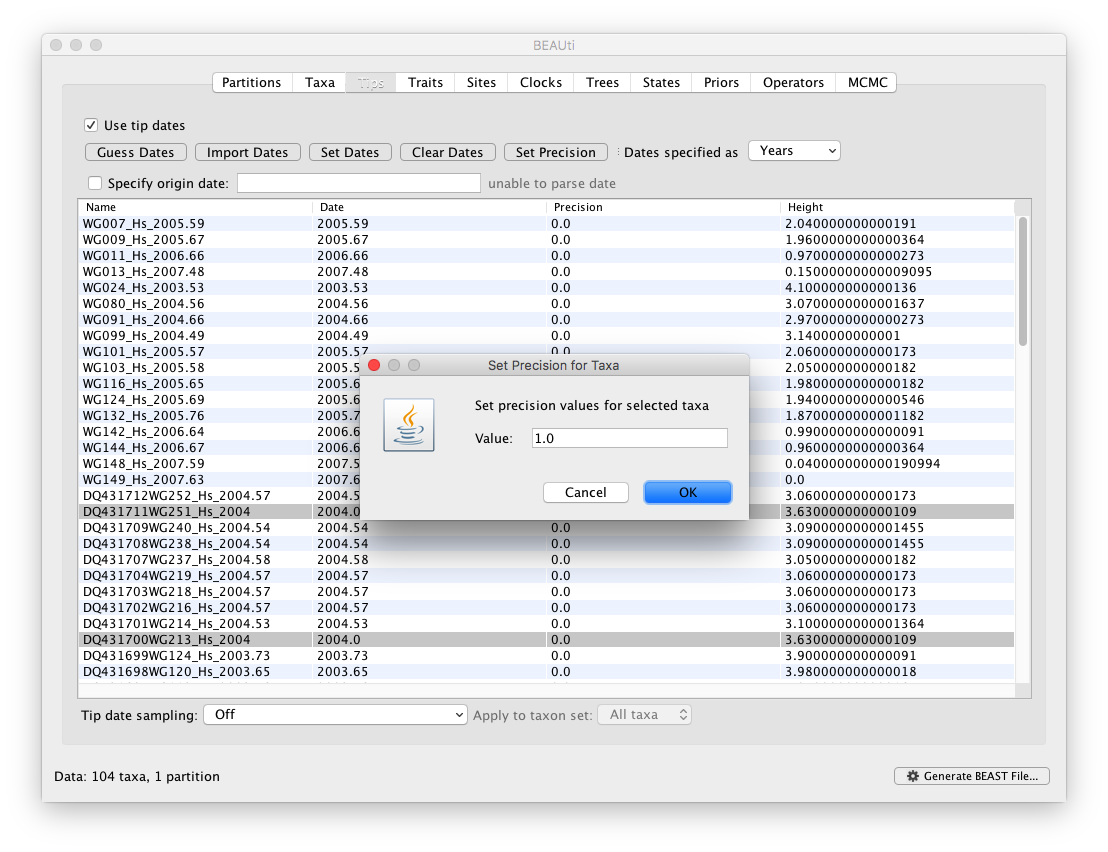 BEAUti
Partitions Taxa Tips Traits Sites Clocks Trees States Priors Operators MCMC
Use tip dates
Guess Dates Import Dates Set Dates Clear Dates Set Precision : Dates specified as Years
Specify origin date: unable to parse date
Name Date Precision Height
WG007_Hs_2005.59 2005.59 0.0 2.040000000000191
WG009_Hs_2005.67 2005.67 0.0 1.9600000000000364
WG011_Hs_2006.66 2006.66 0.0 0.9700000000000273
WG013_Hs_2007.48 2007.48 0.0 0.15000000000009095
WG024_Hs_2003.53 2003.53 0.0 4.100000000000136
WG080_Hs_2004.56 2004.56 0.0 3.0700000000001637
WG091_Hs_2004.66 2004.66 0.0 2.9700000000000273
WG099_Hs_2004.49 2004.49 0.0 3.1400000000001
WG101_Hs_2005.57 2005.57 0.0 2.060000000000173
WG103_Hs_2005.58 2005.5 2.050000000000182
WG116_Hs_2005.65 2005.6 1.9800000000000182
WG124_Hs_2005.69 2005.6 1.9400000000000546
WG132_Hs_2005.76 2005.7 1.8700000000001182
WG142_Hs_2006.64 2006.6 0.9900000000000091
WG144_Hs_2006.67 2006.6 0.9600000000000364
WG148_Hs_2007.59 2007.5 0.040000000000190994
WG149_Hs_2007.63 2007.6 0.0
DQ431712WG252_Hs_2004.57 2004.5 3.060000000000173
DQ431711WG251_Hs_2004 2004.0 3.630000000000109
DQ431709WG240_Hs_2004.54 2004.54 0.0 3.0900000000001455
DQ431708WG238_Hs_2004.54 2004.54 0.0 3.0900000000001455
DQ431707WG237_Hs_2004.58 2004.58 0.0 3.050000000000182
DQ431704WG219_Hs_2004.57 2004.57 0.0 3.060000000000173
DQ431703WG218_Hs_2004.57 2004.57 0.0 3.060000000000173
DQ431702WG216_Hs_2004.57 2004.57 0.0 3.060000000000173
DQ431701WG214_Hs_2004.53 2004.53 0.0 3.1000000000001364
DQ431700WG213_Hs_2004 2004.0 0.0 3.630000000000109
DQ431699WG124_Hs_2003.73 2003.73 0.0 3.900000000000091
DQ431698WG120_Hs_2003.65 2003.65 0.0 3.980000000000018
Set Precision for Taxa
Set precision values for selected taxa
Value: 1.0
Cancel OK
Tip date sampling: Off Apply to taxon set: All taxa
Data: 104 taxa, 1 partition
Generate BEAST File...